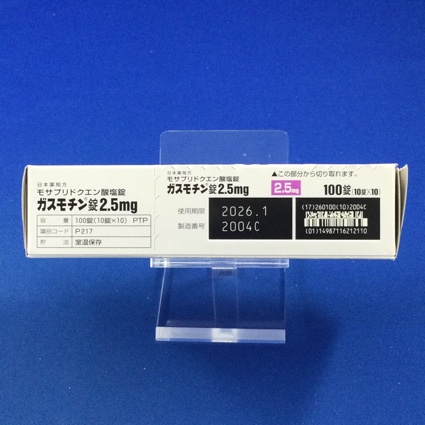 日本薬局方
モサプリドクエン酸塩錠
ガスモチン錠2.5mg
容 量 100錠(10錠×10) PTP
識別コード P217
貯 法 室温保存
日本薬局方
モサプリドクエン酸塩錠
ガスモチン錠2.5mg
▲この部分から切り取れます。
2.5mg
100錠(10錠×10)
使用期限 2026.1
製造番号 2004C
(17)260100(10)2004C
(01)14987116212110